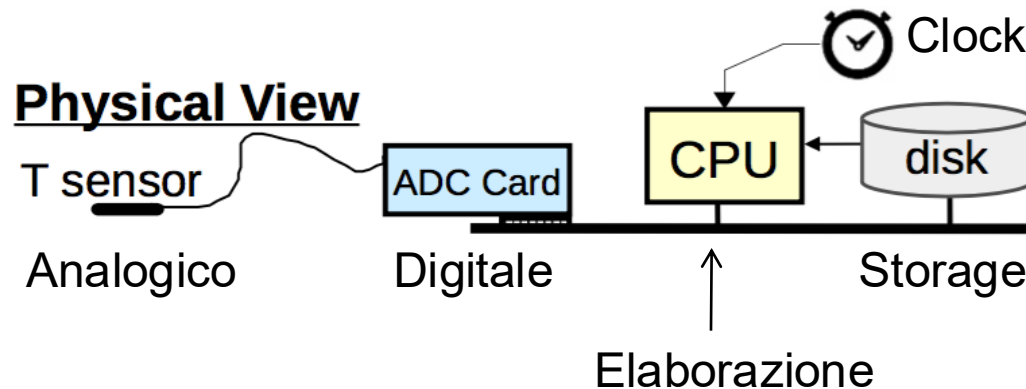 Clock
Physical View
T sensor
ADC Card
CPU
disk
Analogico
Digitale
Storage
Elaborazione